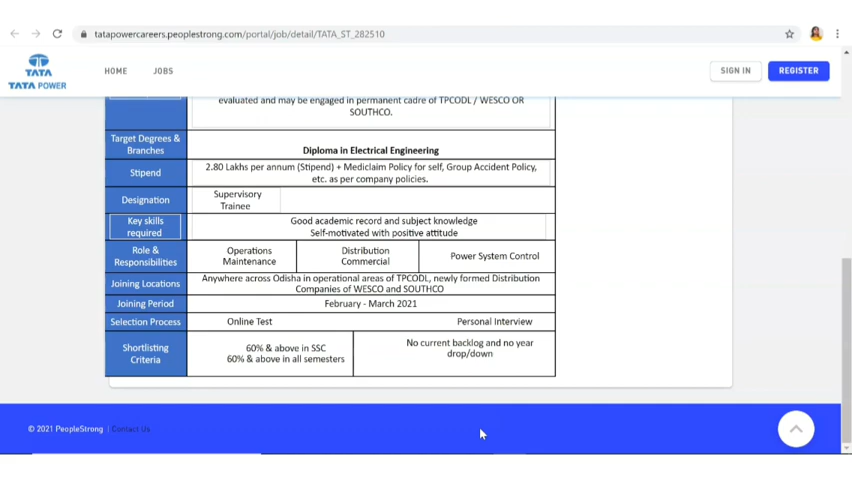 tatapowercareers.peoplestrong.com/portal/job/detail/TATA_ST_282510
TATA
TATA POWER
HOME
JOBS
SIGN IN
REGISTER
evaluated and may be engaged in permanent cadre of TPCODL / WESCO OR
SOUTHCO.
Target Degrees &
Branches
Diploma in Electrical Engineering
Stipend
2.80 Lakhs per annum (Stipend) + Mediclaim Policy for self, Group Accident Policy,
etc. as per company policies.
Designation
Supervisory
Trainee
Key skills
required
Good academic record and subject knowledge
Self-motivated with positive attitude
Role &
Responsibilities
Operations
Maintenance
Distribution
Commercial
Power System Control
Joining Locations
Anywhere across Odisha in operational areas of TPCODL, newly formed Distribution
Companies of WESCO and SOUTHCO
Joining Period
February - March 2021
Selection Process
Online Test
Personal Interview
Shortlisting
Criteria
60% & above in SSC
60% & above in all semesters
No current backlog and no year
drop/down
© 2021 PeopleStrong | Contact Us